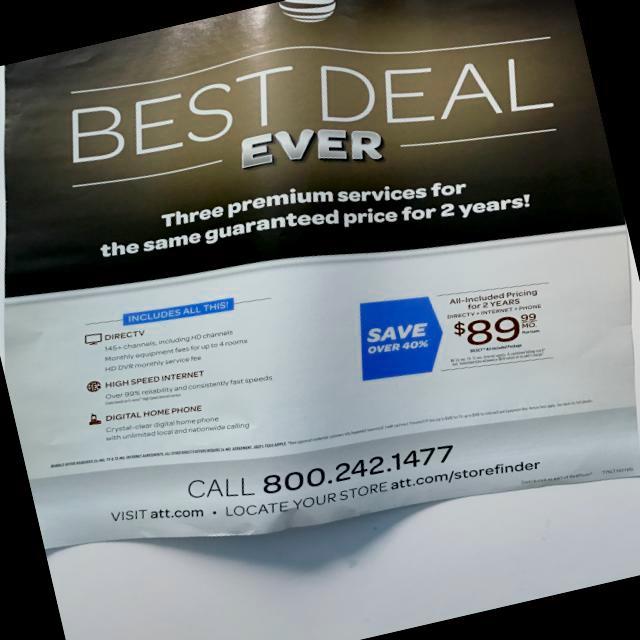 BEST DEAL
EVER
Three premium services for
the same guaranteed price for 2 years!
INCLUDES ALL THIS!
DIRECTV
145+ channels, including HD channels
Monthly equipment fees for up to 4 rooms
HD DVR monthly service fee
HIGH SPEED INTERNET
Over 99% reliability and consistently fast speeds
DIGITAL HOME PHONE
Crystal-clear digital home phone
with unlimited local and nationwide calling
SAVE
OVER 40%
All-Included Pricing
for 2 YEARS
DIRECTV + INTERNET + PHONE
$89.99
MO.
CALL 800.242.1477
VISIT att.com • LOCATE YOUR STORE att.com/storefinder